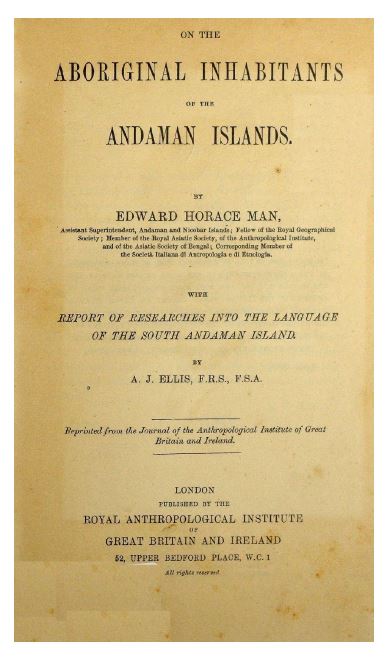 ON THE
ABORIGINAL INHABITANTS
OF THE
ANDAMAN ISLANDS.
BY
EDWARD HORACE MAN,
Assistant Superintendent, Andaman and Nicobar Islands; Fellow of the Royal Geographical
Society; Member of the Royal Asiatic Society, of the Anthropological Institute,
and of the Asiatic Society of Bengal; Corresponding Member of
the Società Italiana di Antropologia e di Etnologia.
WITH
REPORT OF RESEARCHES INTO THE LANGUAGE
OF THE SOUTH ANDAMAN ISLAND.
BY
A. J. ELLIS, F.R.S., F.S.A.
Reprinted from the Journal of the Anthropological Institute of Great
Britain and Ireland.
LONDON
PUBLISHED BY THE
ROYAL ANTHROPOLOGICAL INSTITUTE
OF
GREAT BRITAIN AND IRELAND
52, UPPER BEDFORD PLACE, W.C. 1
All rights reserved